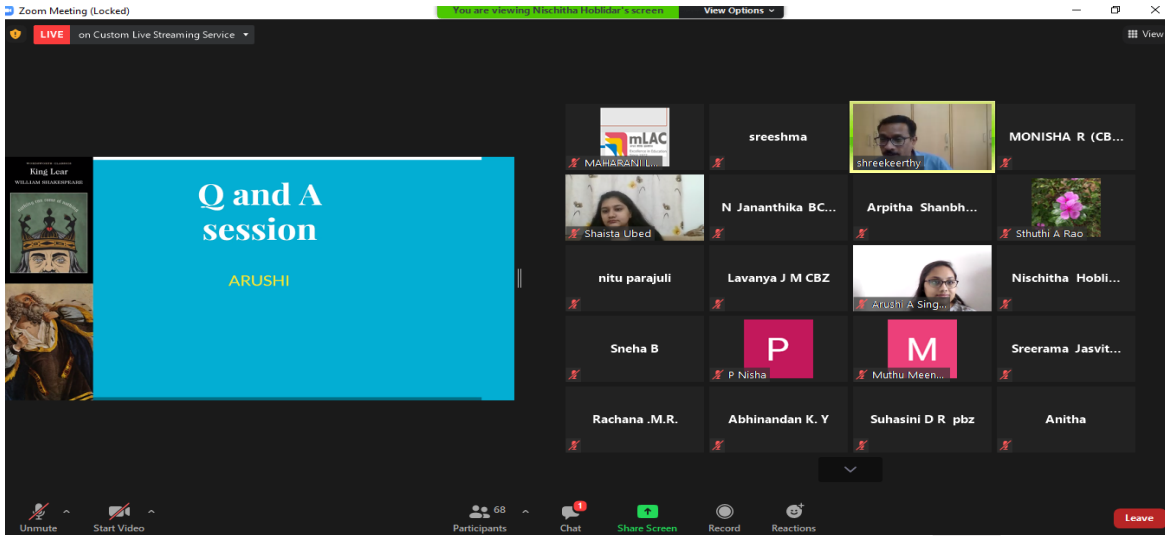 Zoom Meeting (Locked)
You are viewing Nischitha Hoblidar's screen
View Options
LIVE
on Custom Live Streaming Service
View
King Lear
WILLIAM SHAKESPEARE
Q and A
session
ARUSHI
mLAC
MAHARANI L...
sreeshma
shreekeerthy
MONISHA R (CB...
Shaista Ubed
N Jananthika BC...
Arpitha Shanbh...
Sthuthi A Rao
nitu parajuli
Lavanya J M CBZ
Arushi A Sing...
Nischitha Hobli...
Sneha B
P
P Nisha
M
Muthu Meen...
Sreerama Jasvit...
Rachana .M.R.
Abhinandan K. Y
Suhasini D R pbz
Anitha
Unmute
Start Video
68
Participants
1
Chat
Share Screen
Record
Reactions
Leave